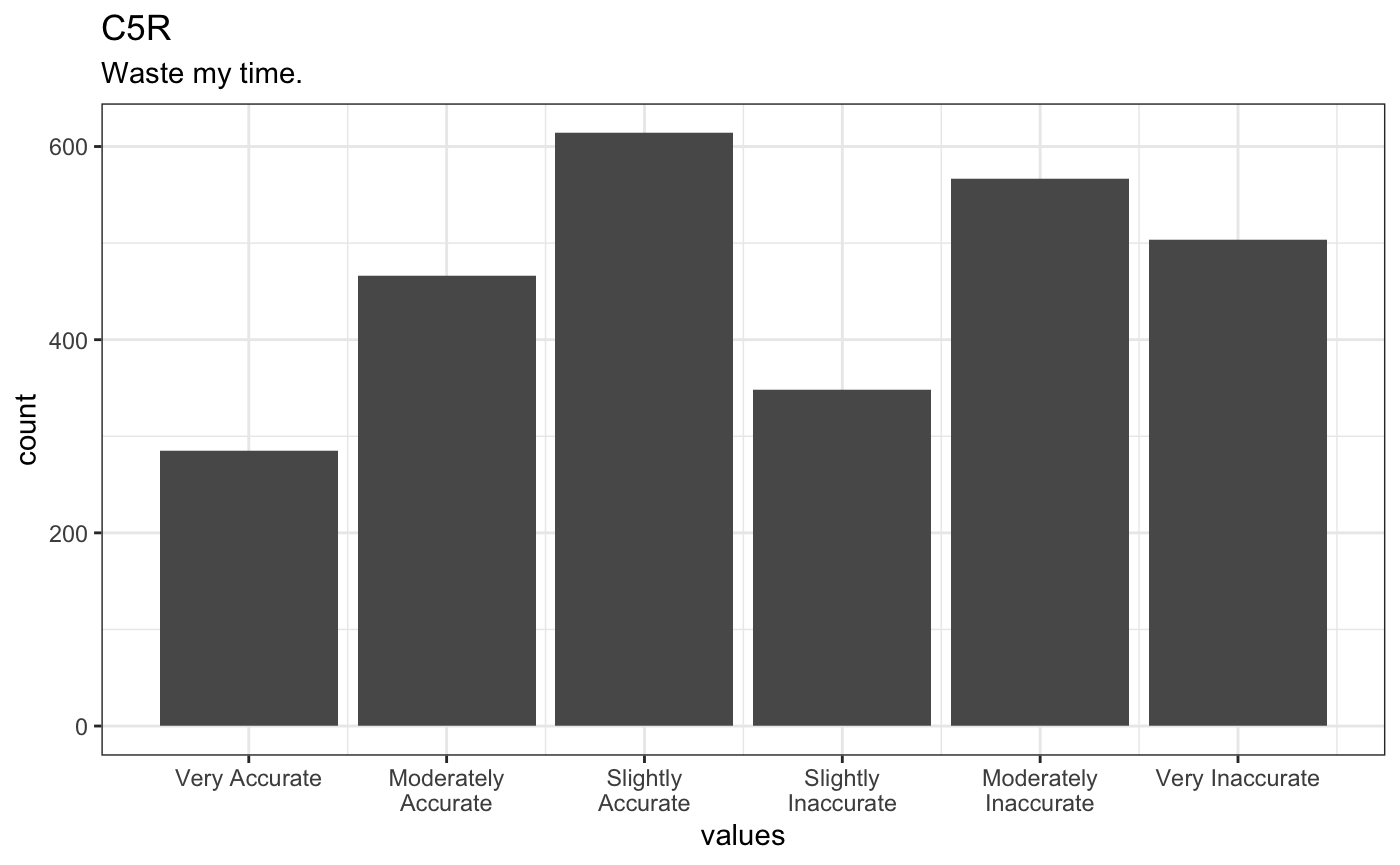 C5R
Waste my time.
600
400
200
0
count
Very Accurate
Moderately
Accurate
Slightly
Accurate
Slightly
Inaccurate
Moderately
Inaccurate
Very Inaccurate
values